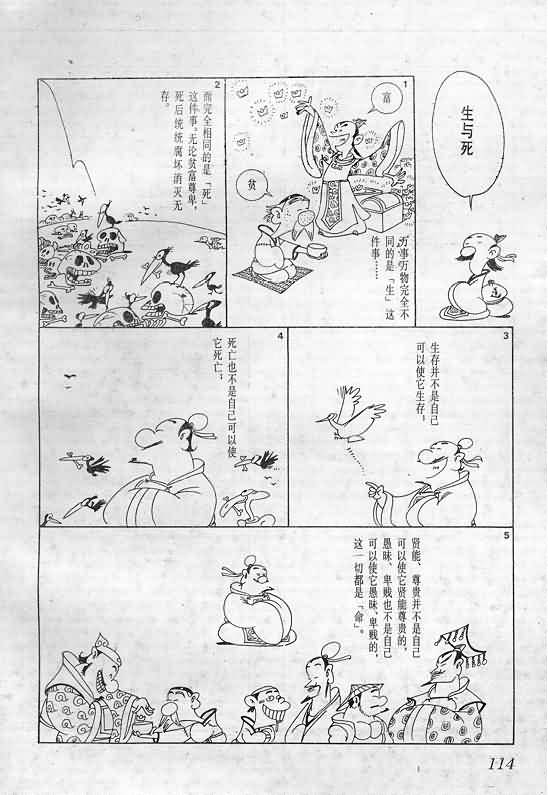 生与死
道
1
富
贫
万事万物完全不
同的是「生」这
件事……
2
而完全相同的是「死」
这件事。无论贫富尊卑，
死后统统腐坏消灭无
存。
3
生存并不是自己
可以使它生存。
4
死亡也不是自己可以使
它死亡；
5
贤能、尊贵并不是自己
可以使它贤能尊贵的，
愚昧、卑贱也不是自己
可以使它愚昧、卑贱的，
这一切都是「命」。
114